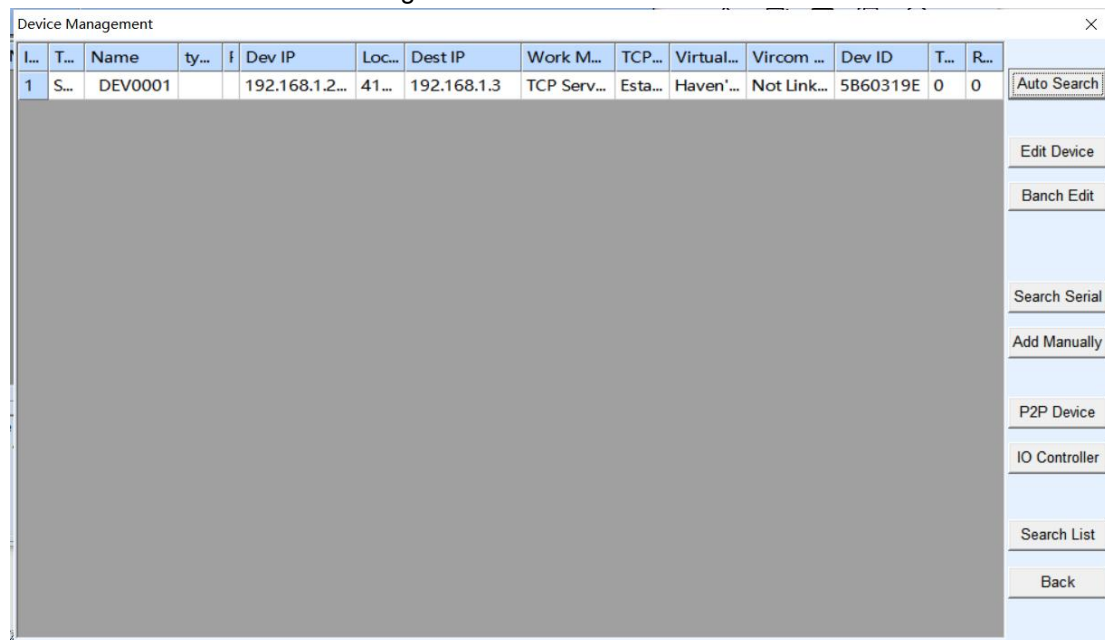 Device Management
I... T... Name ty... F Dev IP Loc... Dest IP Work M... TCP... Virtual... Vircom ... Dev ID T... R...
1 S... DEV0001 192.168.1.2... 41... 192.168.1.3 TCP Serv... Esta... Haven'... Not Link... 5B60319E 0 0
Auto Search
Edit Device
Banch Edit
Search Serial
Add Manually
P2P Device
IO Controller
Search List
Back